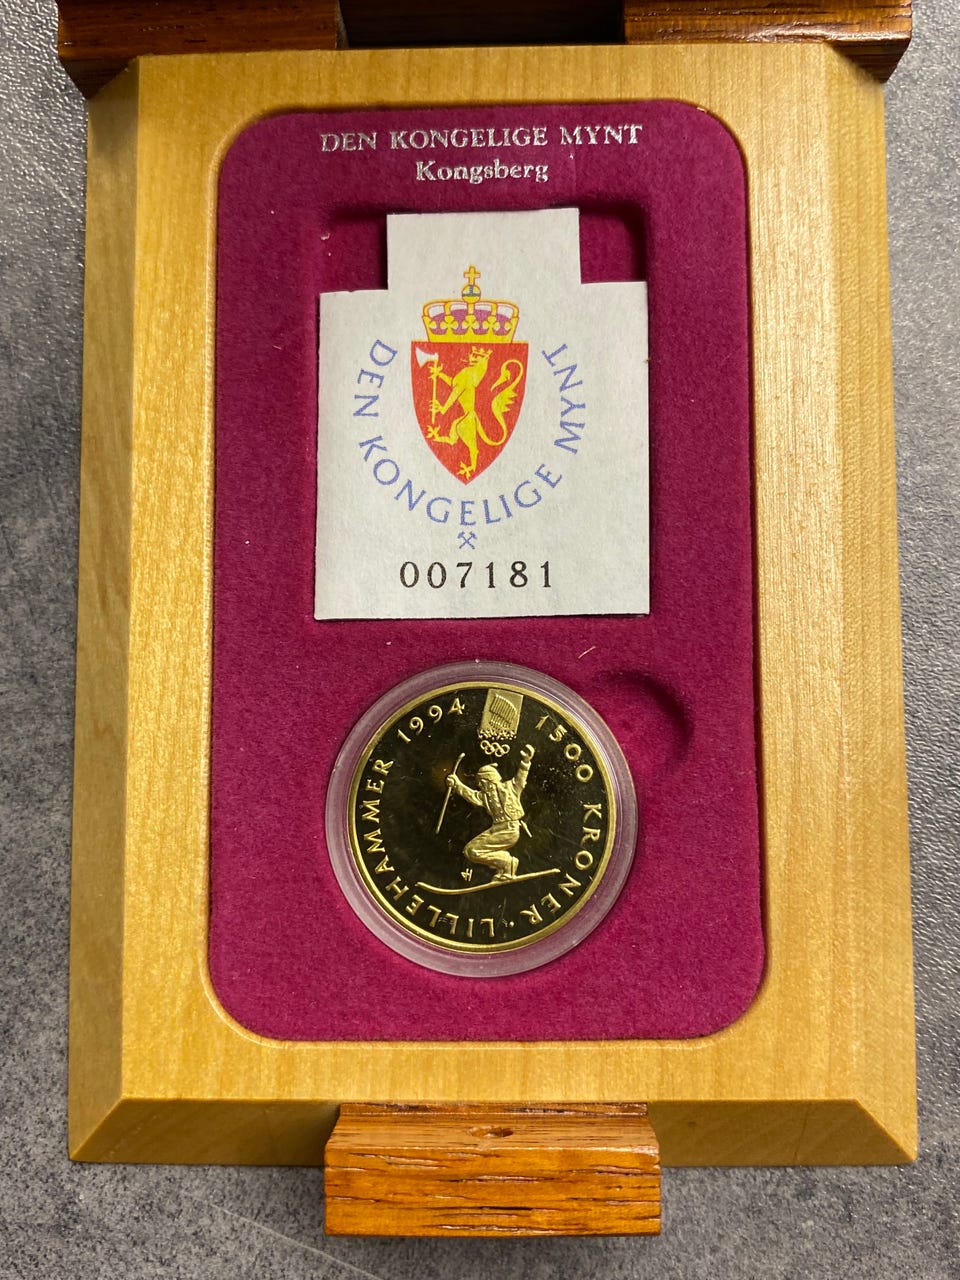 DEN KONGELIGE MYNT
Kongsberg
DEN KONGELIGE MYNT
007181
LILLEHAMMER 1994
1500 KRONER ·